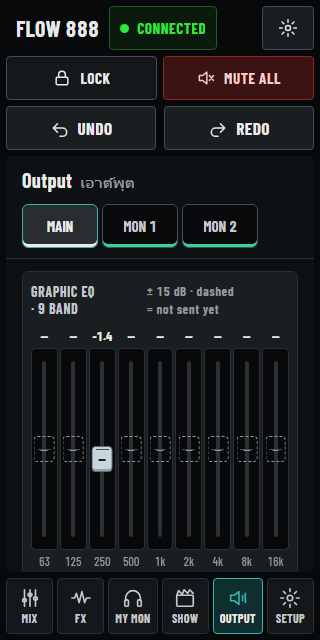 FLOW 888
CONNECTED
LOCK
MUTE ALL
UNDO
REDO
Output เอาต์พุต
MAIN
MON 1
MON 2
GRAPHIC EQ
· 9 BAND
± 15 dB · dashed
= not sent yet
– – -1.4 – – – – – –
63 125 250 500 1k 2k 4k 8k 16k
MIX
FX
MY MON
SHOW
OUTPUT
SETUP